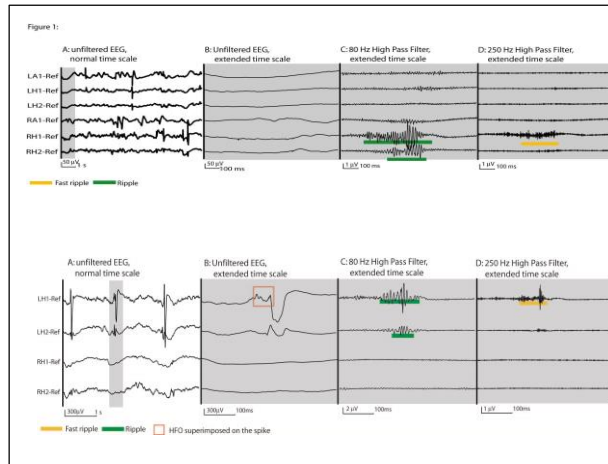 Figure 1:
A: unfiltered EEG, normal time scale
B: Unfiltered EEG, extended time scale
C: 80 Hz High Pass Filter, extended time scale
D: 250 Hz High Pass Filter, extended time scale
LA1-Ref
LH1-Ref
LH2-Ref
RA1-Ref
RH1-Ref
RH2-Ref
50 µV 1 s
50 µV 100 ms
1 µV 100 ms
1 µV 100 ms
Fast ripple Ripple
A: unfiltered EEG, normal time scale
B: Unfiltered EEG, extended time scale
C: 80 Hz High Pass Filter, extended time scale
D: 250 Hz High Pass Filter, extended time scale
LH1-Ref
LH2-Ref
RH1-Ref
RH2-Ref
300µV 1 s
300µV 100ms
2 µV 100ms
1 µV 100ms
Fast ripple Ripple HFO superimposed on the spike